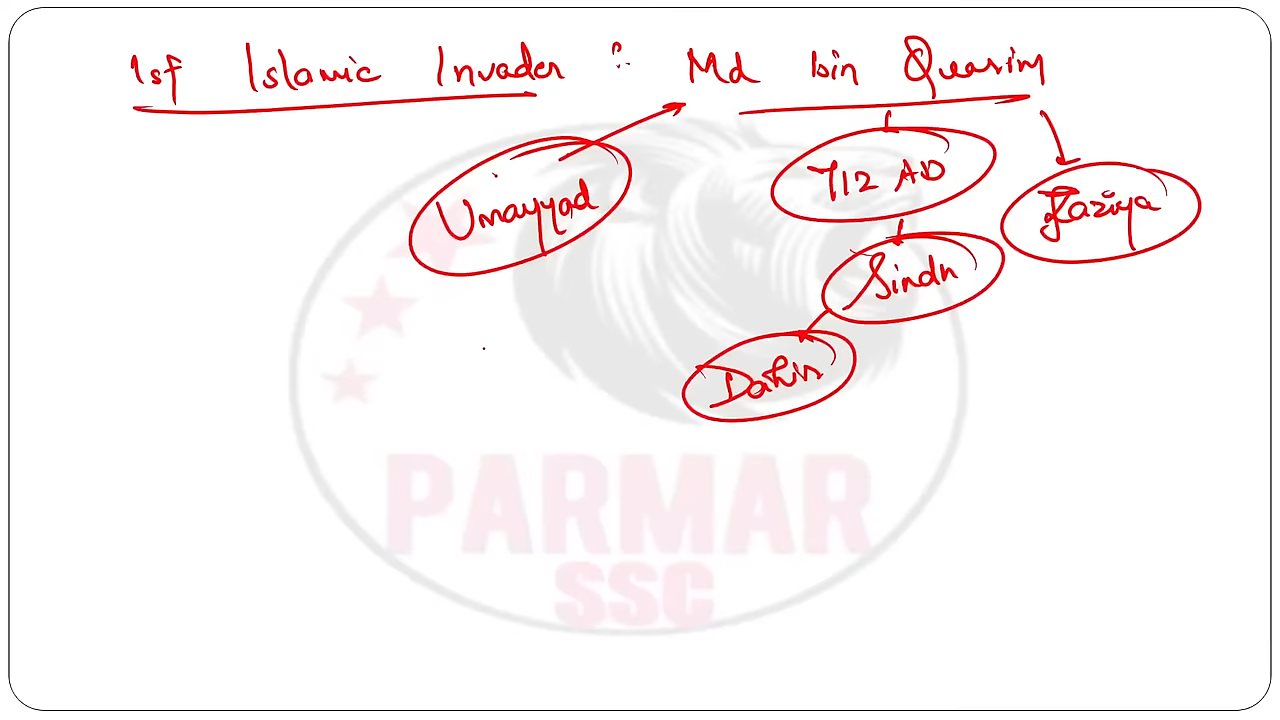 1st Islamic Invader : Md bin Quasim
Umayyad
712 AD
Jaziya
Sindh
Dahir
PARMAR
SSC